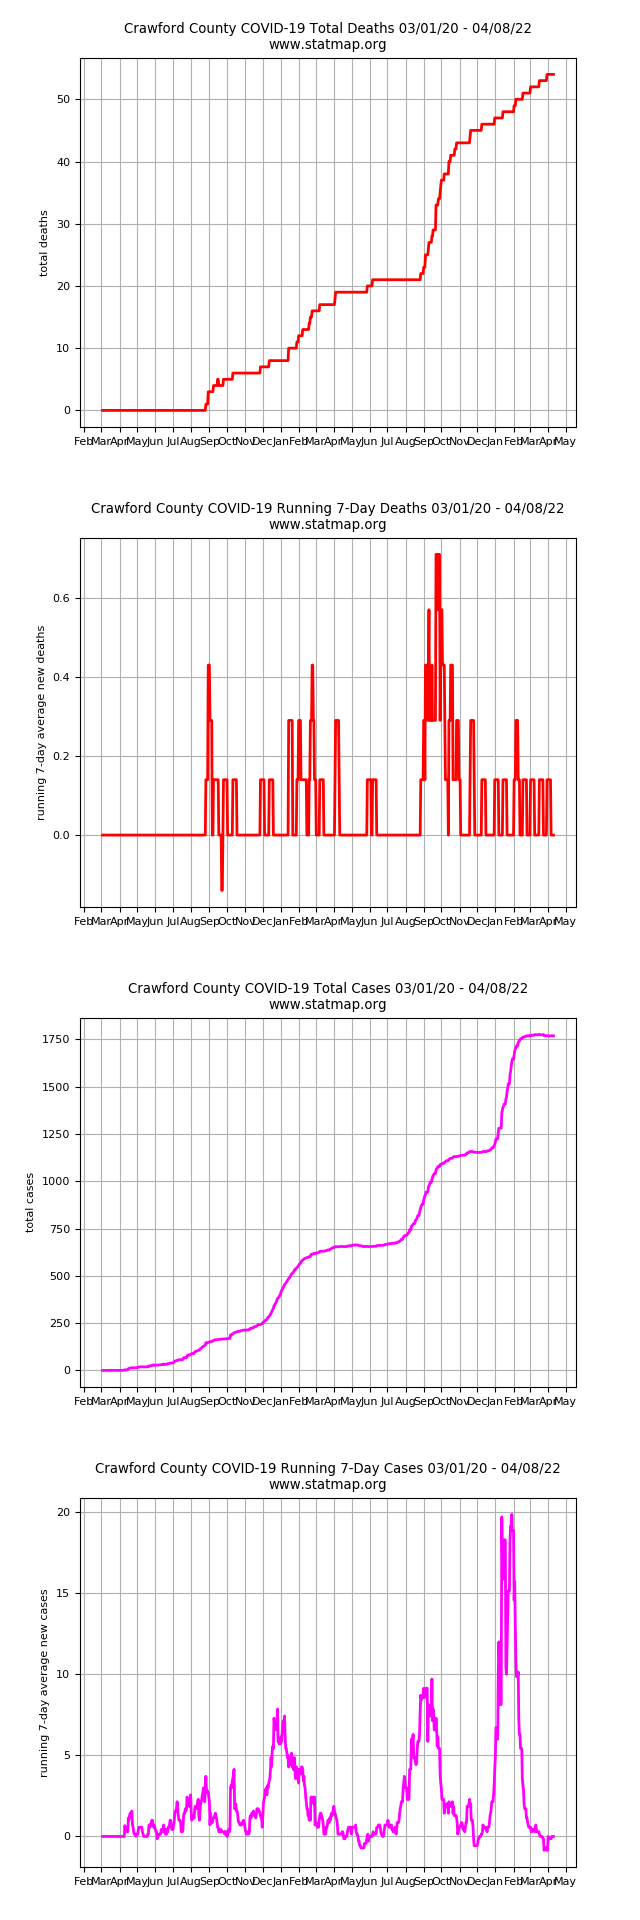 Crawford County COVID-19 Total Deaths 03/01/20 - 04/08/22
www.statmap.org
50
40
30
20
10
0
total deaths
Feb Mar Apr May Jun Jul Aug Sep Oct Nov Dec Jan Feb Mar Apr May Jun Jul Aug Sep Oct Nov Dec Jan Feb Mar Apr May
Crawford County COVID-19 Running 7-Day Deaths 03/01/20 - 04/08/22
www.statmap.org
0.6
0.4
0.2
0.0
running 7-day average new deaths
Feb Mar Apr May Jun Jul Aug Sep Oct Nov Dec Jan Feb Mar Apr May Jun Jul Aug Sep Oct Nov Dec Jan Feb Mar Apr May
Crawford County COVID-19 Total Cases 03/01/20 - 04/08/22
www.statmap.org
1750
1500
1250
1000
750
500
250
0
total cases
Feb Mar Apr May Jun Jul Aug Sep Oct Nov Dec Jan Feb Mar Apr May Jun Jul Aug Sep Oct Nov Dec Jan Feb Mar Apr May
Crawford County COVID-19 Running 7-Day Cases 03/01/20 - 04/08/22
www.statmap.org
20
15
10
5
0
running 7-day average new cases
Feb Mar Apr May Jun Jul Aug Sep Oct Nov Dec Jan Feb Mar Apr May Jun Jul Aug Sep Oct Nov Dec Jan Feb Mar Apr May